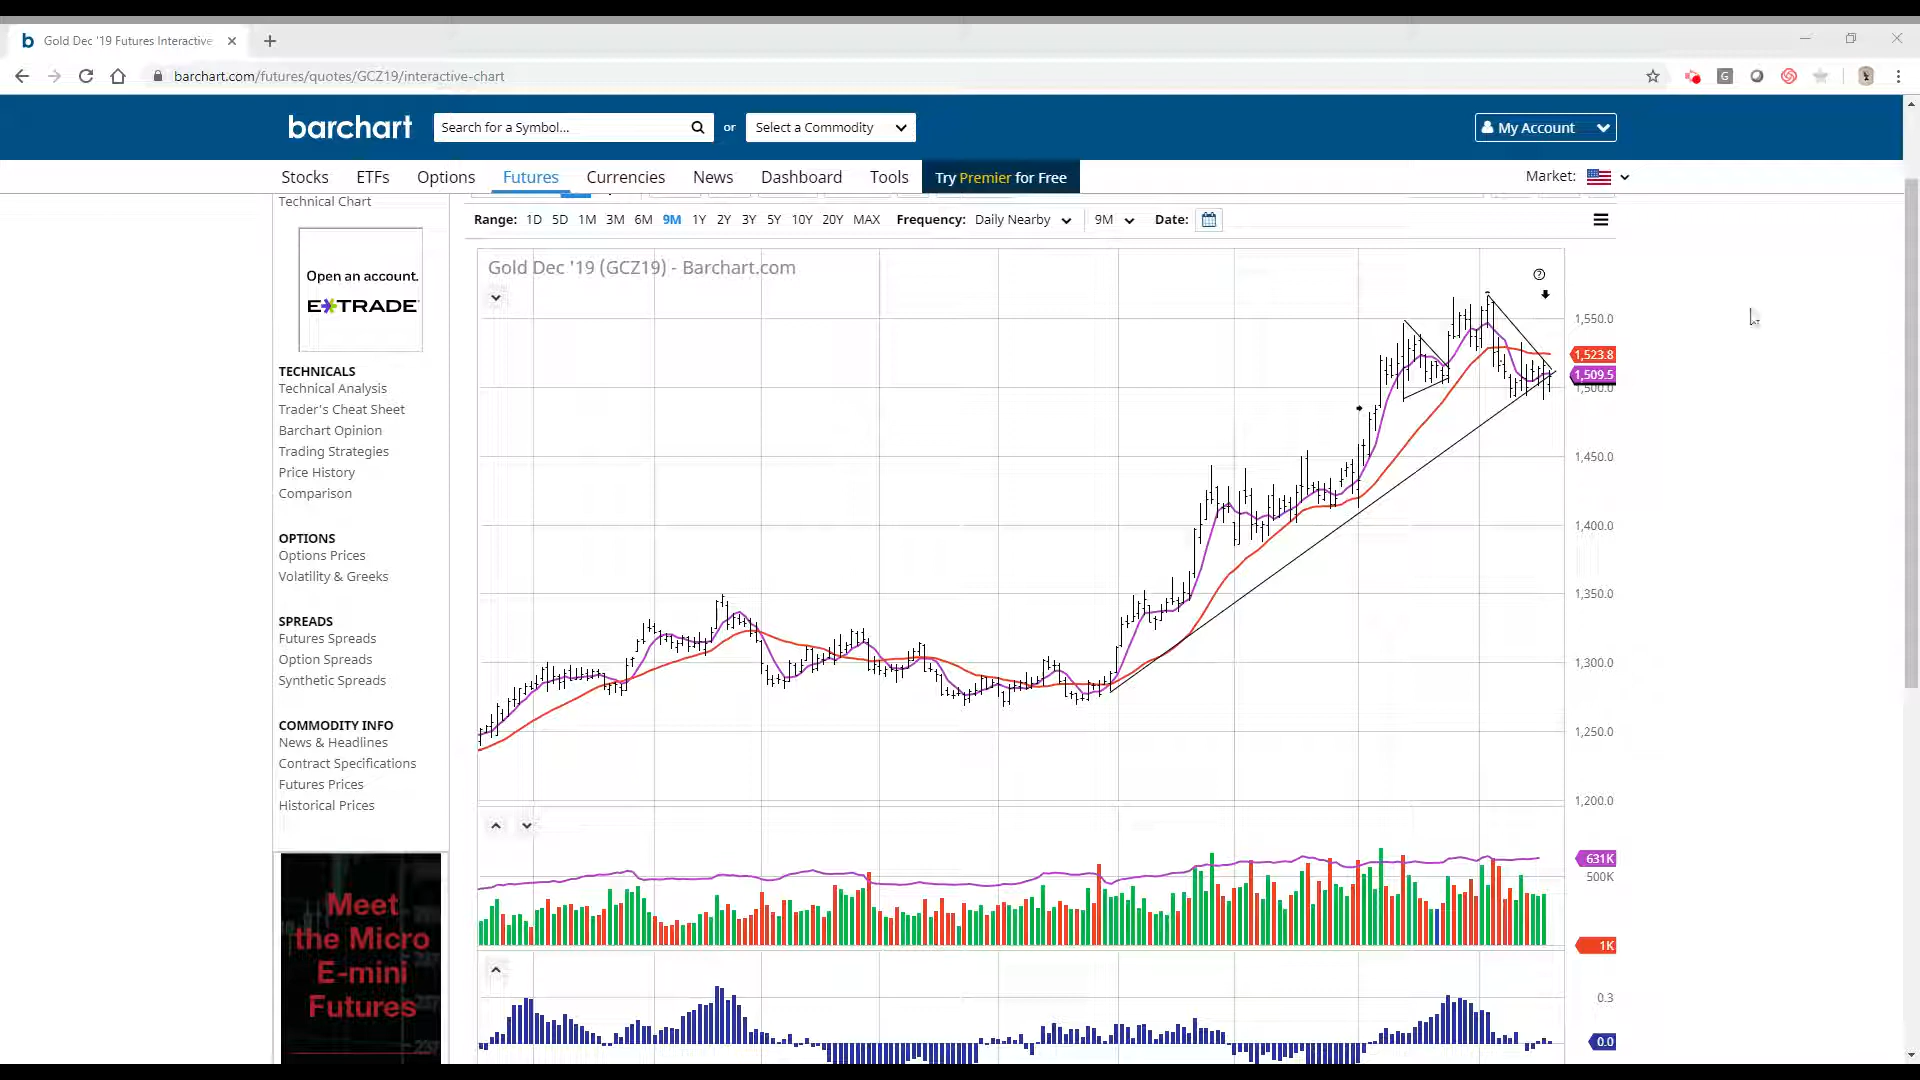 b Gold Dec '19 Futures Interactive
barchart.com/futures/quotes/GCZ19/interactive-chart
barchart
Search for a Symbol...
or
Select a Commodity
My Account
Stocks ETFs Options Futures Currencies News Dashboard Tools Try Premier for Free
Market:
Technical Chart
Range: 1D 5D 1M 3M 6M 9M 1Y 2Y 3Y 5Y 10Y 20Y MAX Frequency: Daily Nearby 9M Date:
Open an account.
E*TRADE
TECHNICALS
Technical Analysis
Trader's Cheat Sheet
Barchart Opinion
Trading Strategies
Price History
Comparison
OPTIONS
Options Prices
Volatility & Greeks
SPREADS
Futures Spreads
Option Spreads
Synthetic Spreads
COMMODITY INFO
News & Headlines
Contract Specifications
Futures Prices
Historical Prices
Meet
the Micro
E-mini
Futures
Gold Dec '19 (GCZ19) - Barchart.com
1,550.0
1,523.8
1,509.5
1,500.0
1,450.0
1,400.0
1,350.0
1,300.0
1,250.0
1,200.0
631K
500K
1K
0.3
0.0